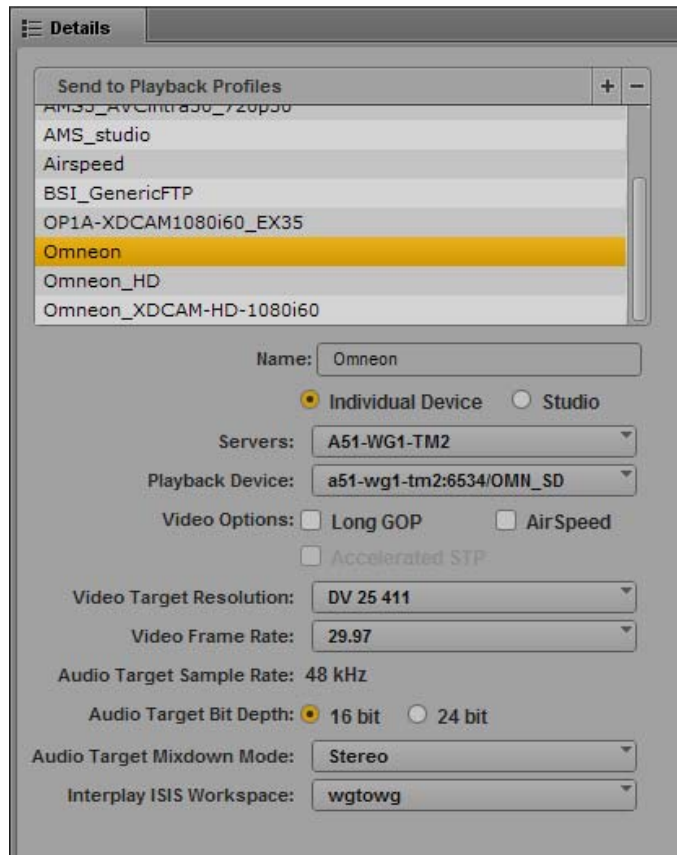 Details
Send to Playback Profiles + −
AMS5_AVCIntra50_720p50
AMS_studio
Airspeed
BSI_GenericFTP
OP1A-XDCAM1080i60_EX35
Omneon
Omneon_HD
Omneon_XDCAM-HD-1080i60
Name: Omneon
Individual Device Studio
Servers: A51-WG1-TM2
Playback Device: a51-wg1-tm2:6534/OMN_SD
Video Options: Long GOP AirSpeed
Accelerated STP
Video Target Resolution: DV 25 411
Video Frame Rate: 29.97
Audio Target Sample Rate: 48 kHz
Audio Target Bit Depth: 16 bit 24 bit
Audio Target Mixdown Mode: Stereo
Interplay ISIS Workspace: wgtowg